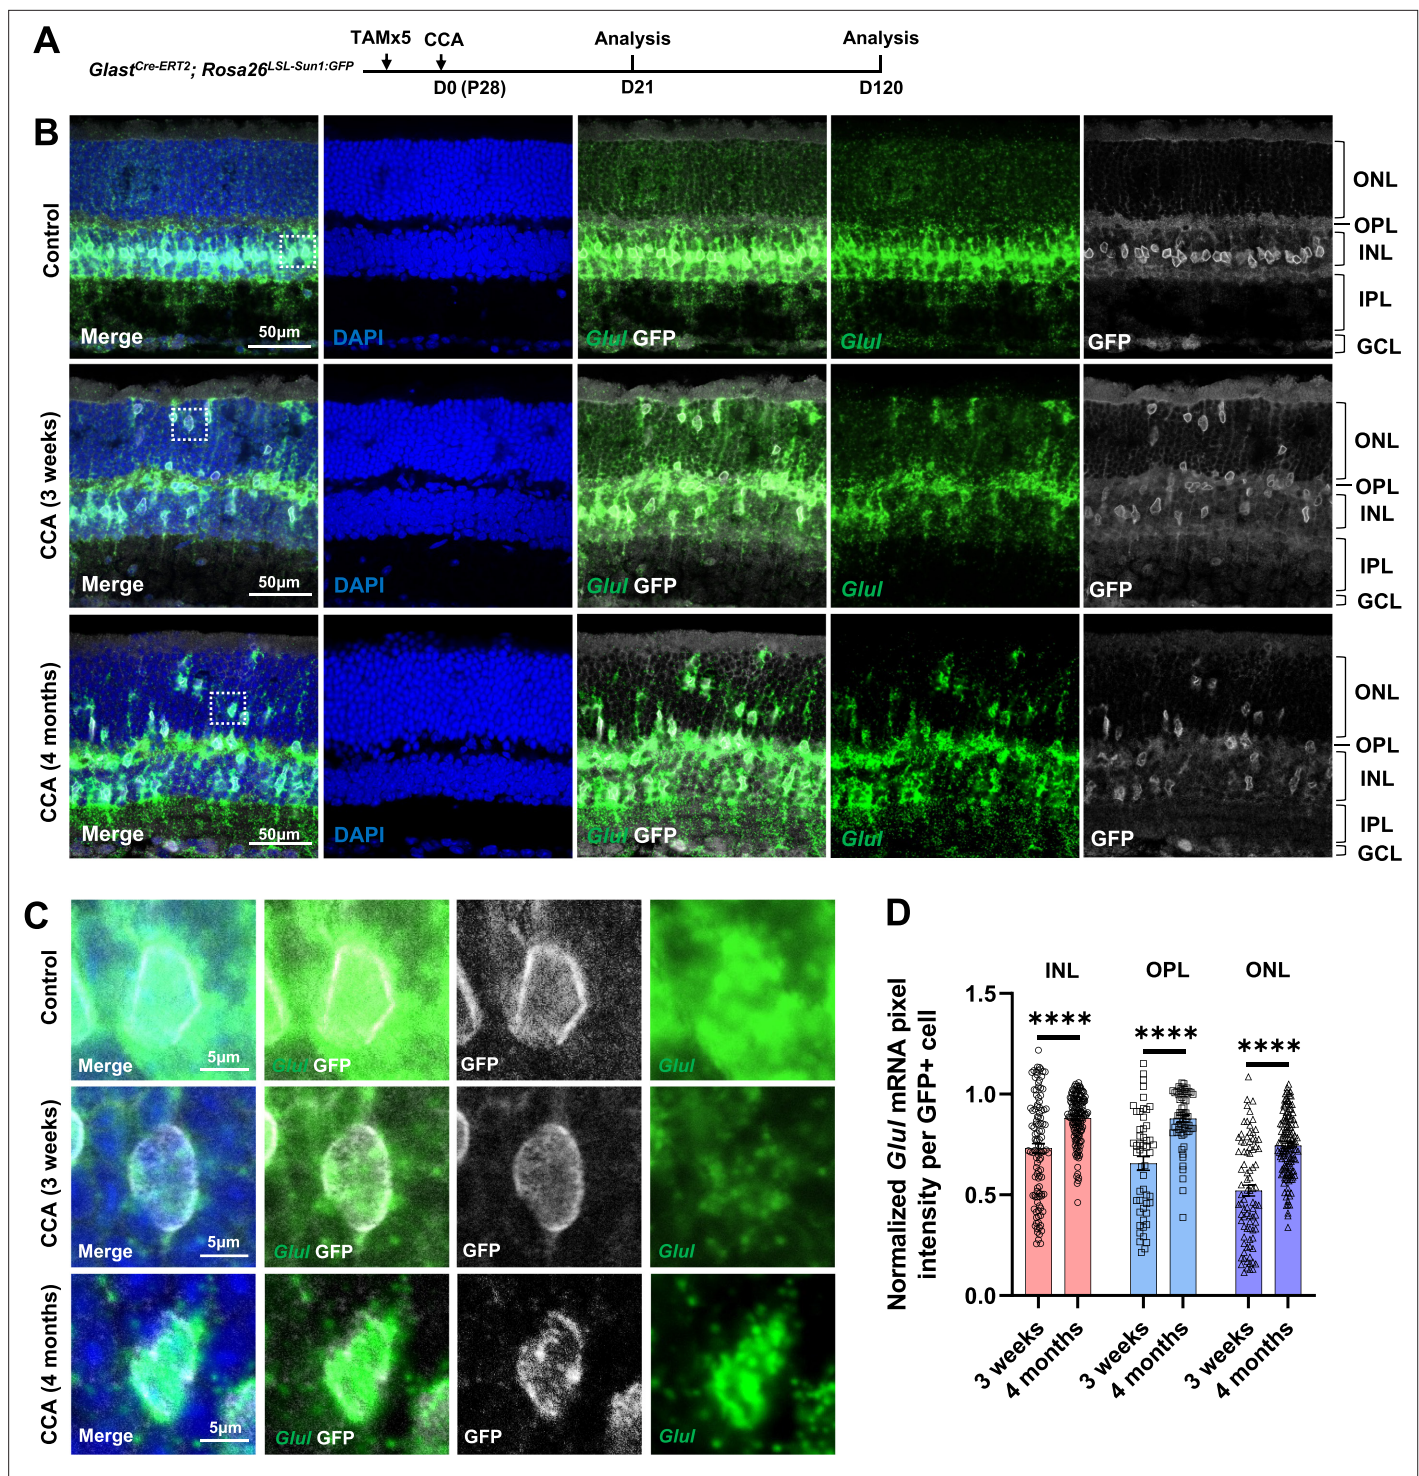 A
TAMx5 CCA Analysis Analysis
Glast^Cre-ERT2; Rosa26^LSL-Sun1:GFP
D0 (P28) D21 D120
B
Control
Merge 50µm DAPI Glul GFP Glul GFP
ONL
OPL
INL
IPL
GCL
CCA (3 weeks)
Merge 50µm DAPI Glul GFP Glul GFP
ONL
OPL
INL
IPL
GCL
CCA (4 months)
Merge 50µm DAPI Glul GFP Glul GFP
ONL
OPL
INL
IPL
GCL
C
Control
Merge 5µm Glul GFP GFP Glul
CCA (3 weeks)
Merge 5µm Glul GFP GFP Glul
CCA (4 months)
Merge 5µm Glul GFP GFP Glul
D
Normalized Glul mRNA pixel
intensity per GFP+ cell
INL OPL ONL
1.5
1.0
0.5
0.0
**** **** ****
3 weeks 4 months 3 weeks 4 months 3 weeks 4 months